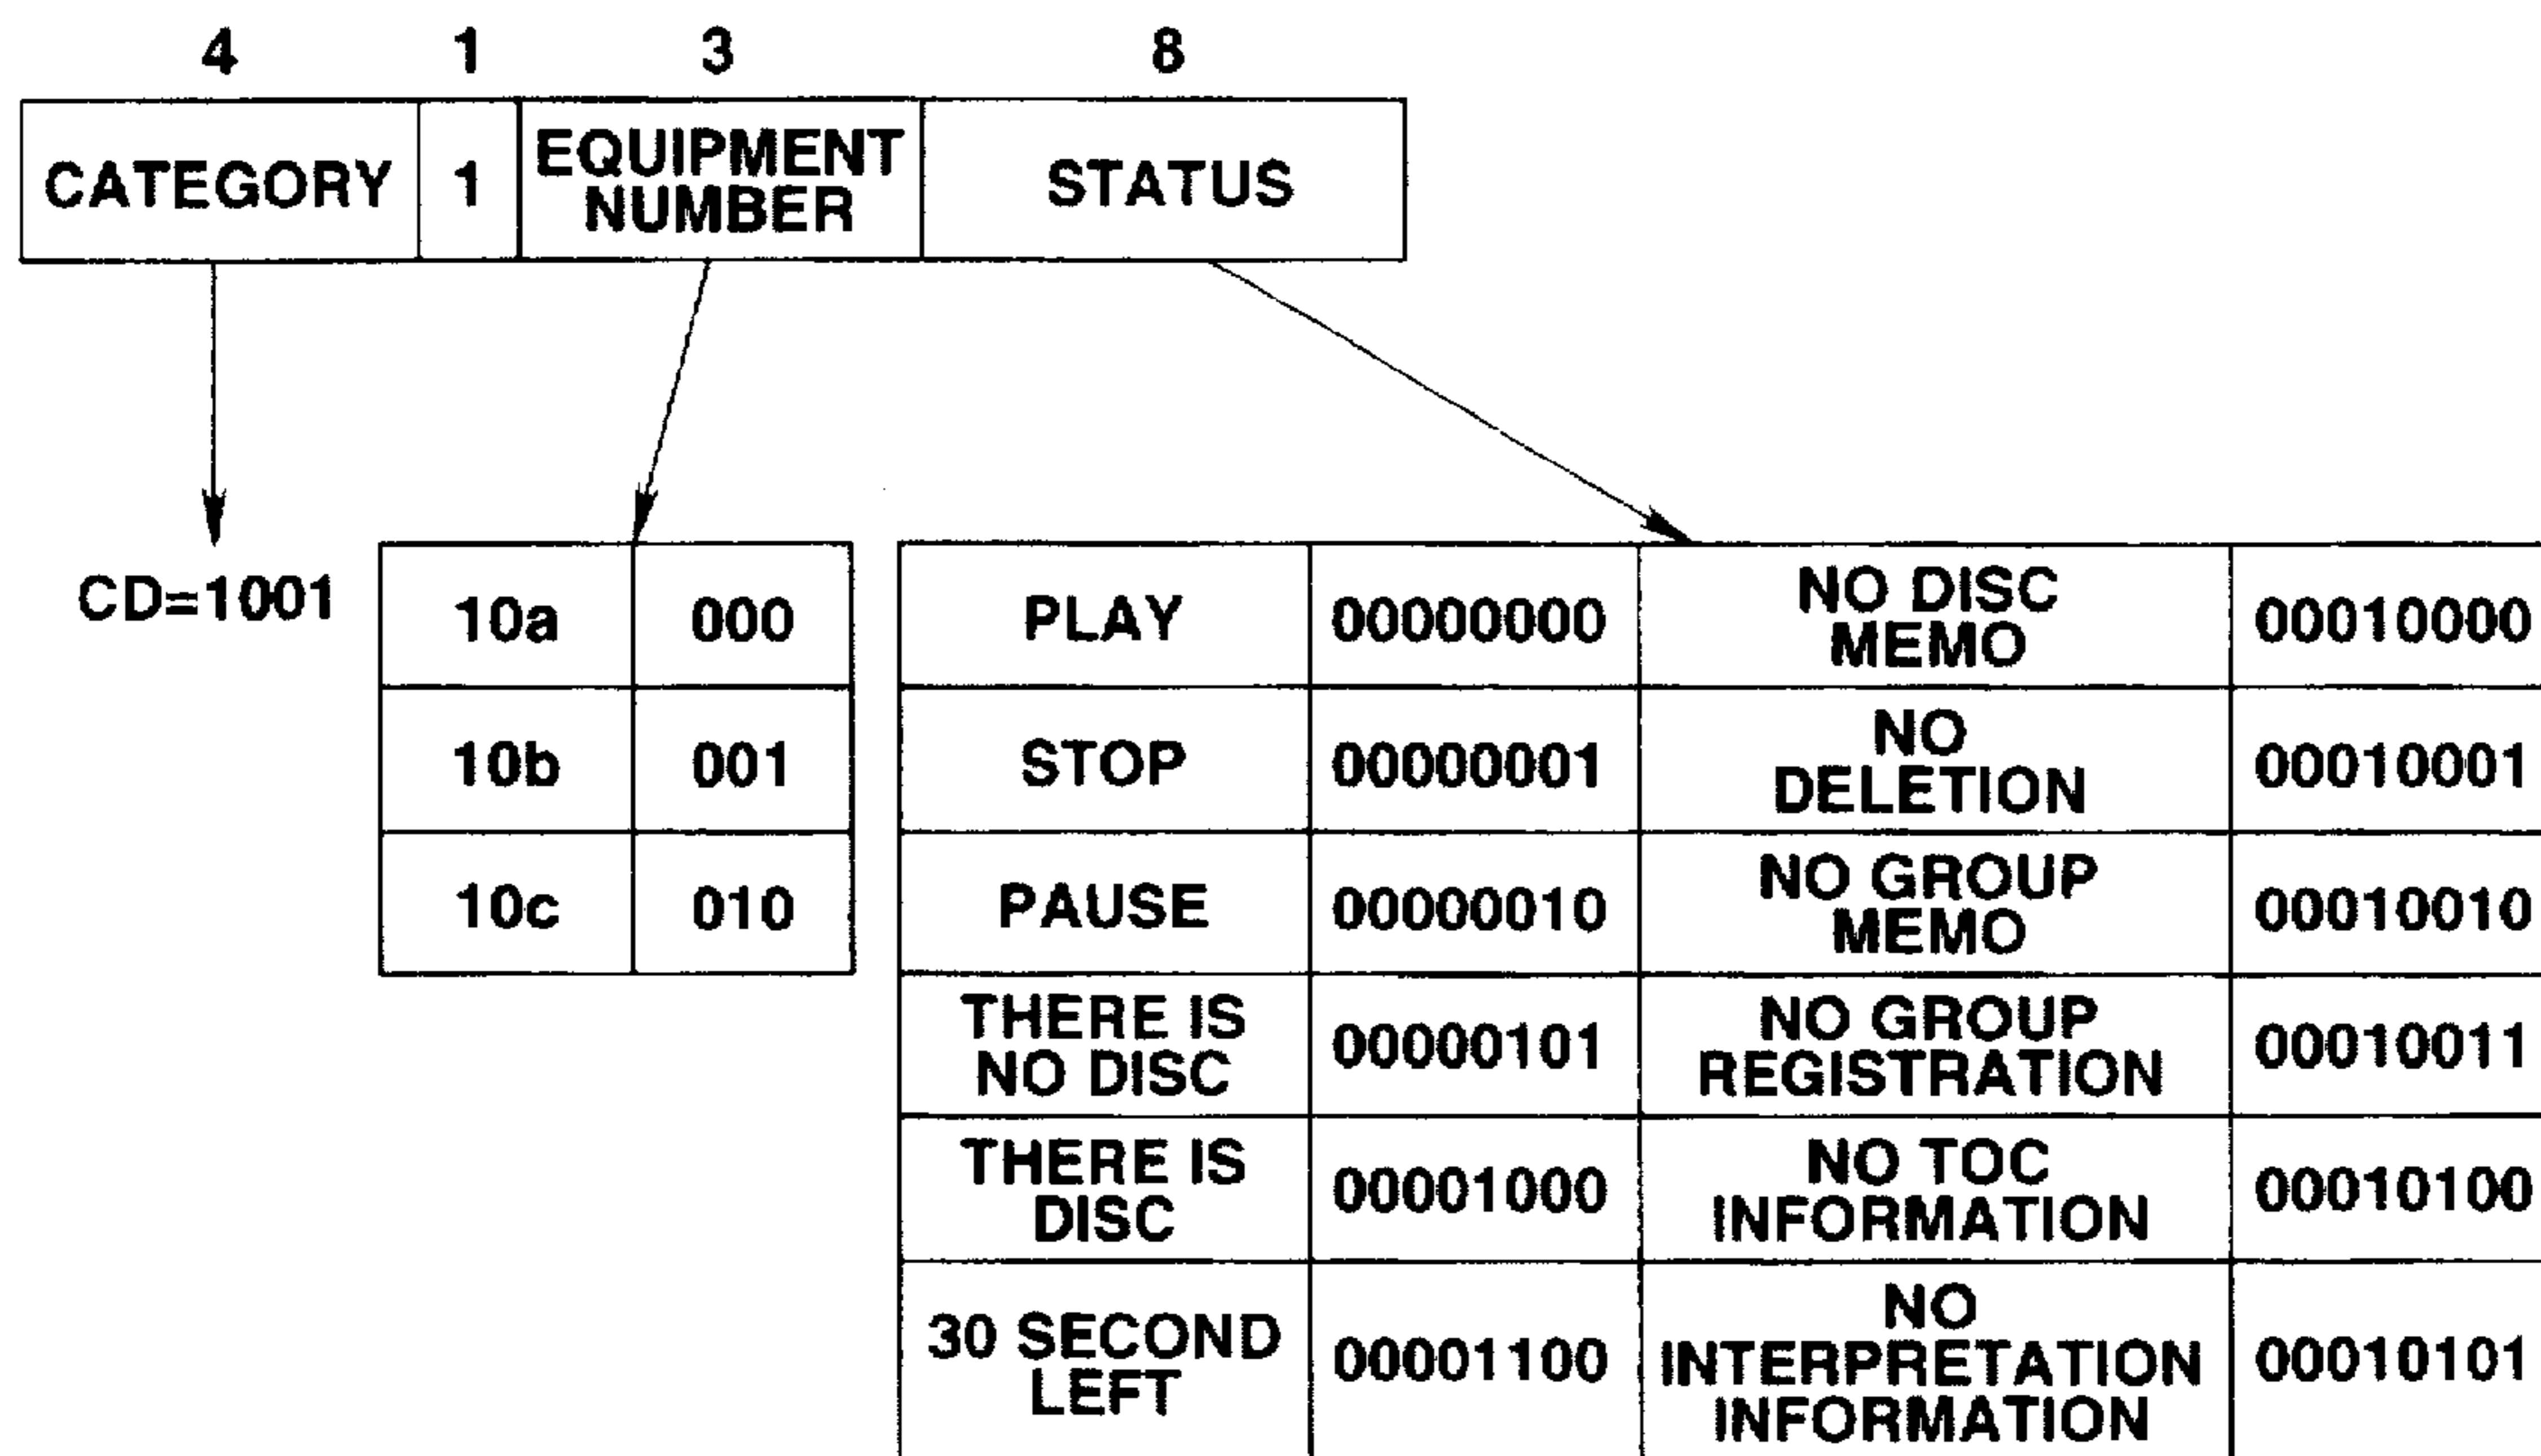 4 1 3 8
CATEGORY 1 EQUIPMENT NUMBER STATUS
CD=1001
10a 000
10b 001
10c 010
PLAY 00000000 NO DISC MEMO 00010000
STOP 00000001 NO DELETION 00010001
PAUSE 00000010 NO GROUP MEMO 00010010
THERE IS NO DISC 00000101 NO GROUP REGISTRATION 00010011
THERE IS DISC 00001000 NO TOC INFORMATION 00010100
30 SECOND LEFT 00001100 NO INTERPRETATION INFORMATION 00010101